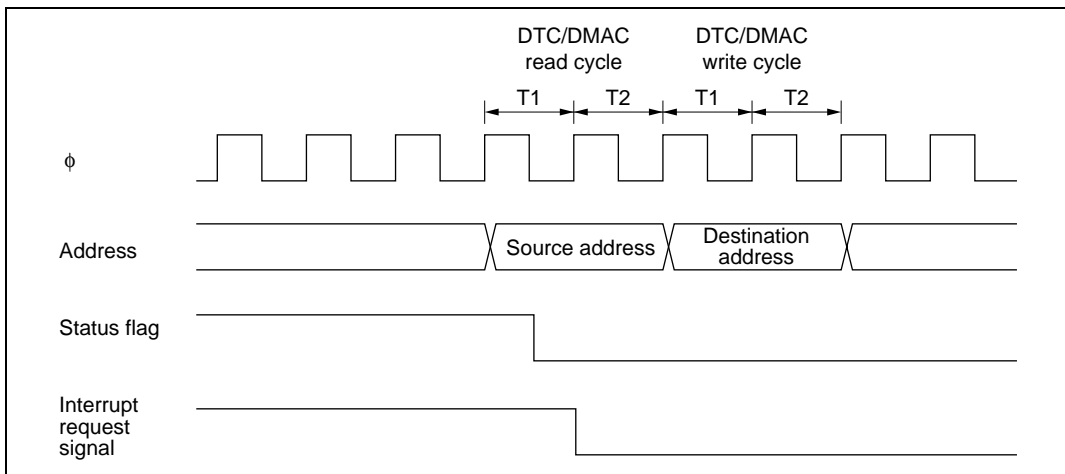 DTC/DMAC
read cycle
DTC/DMAC
write cycle
T1
T2
T1
T2
ϕ
Address
Source address
Destination
address
Status flag
Interrupt
request
signal